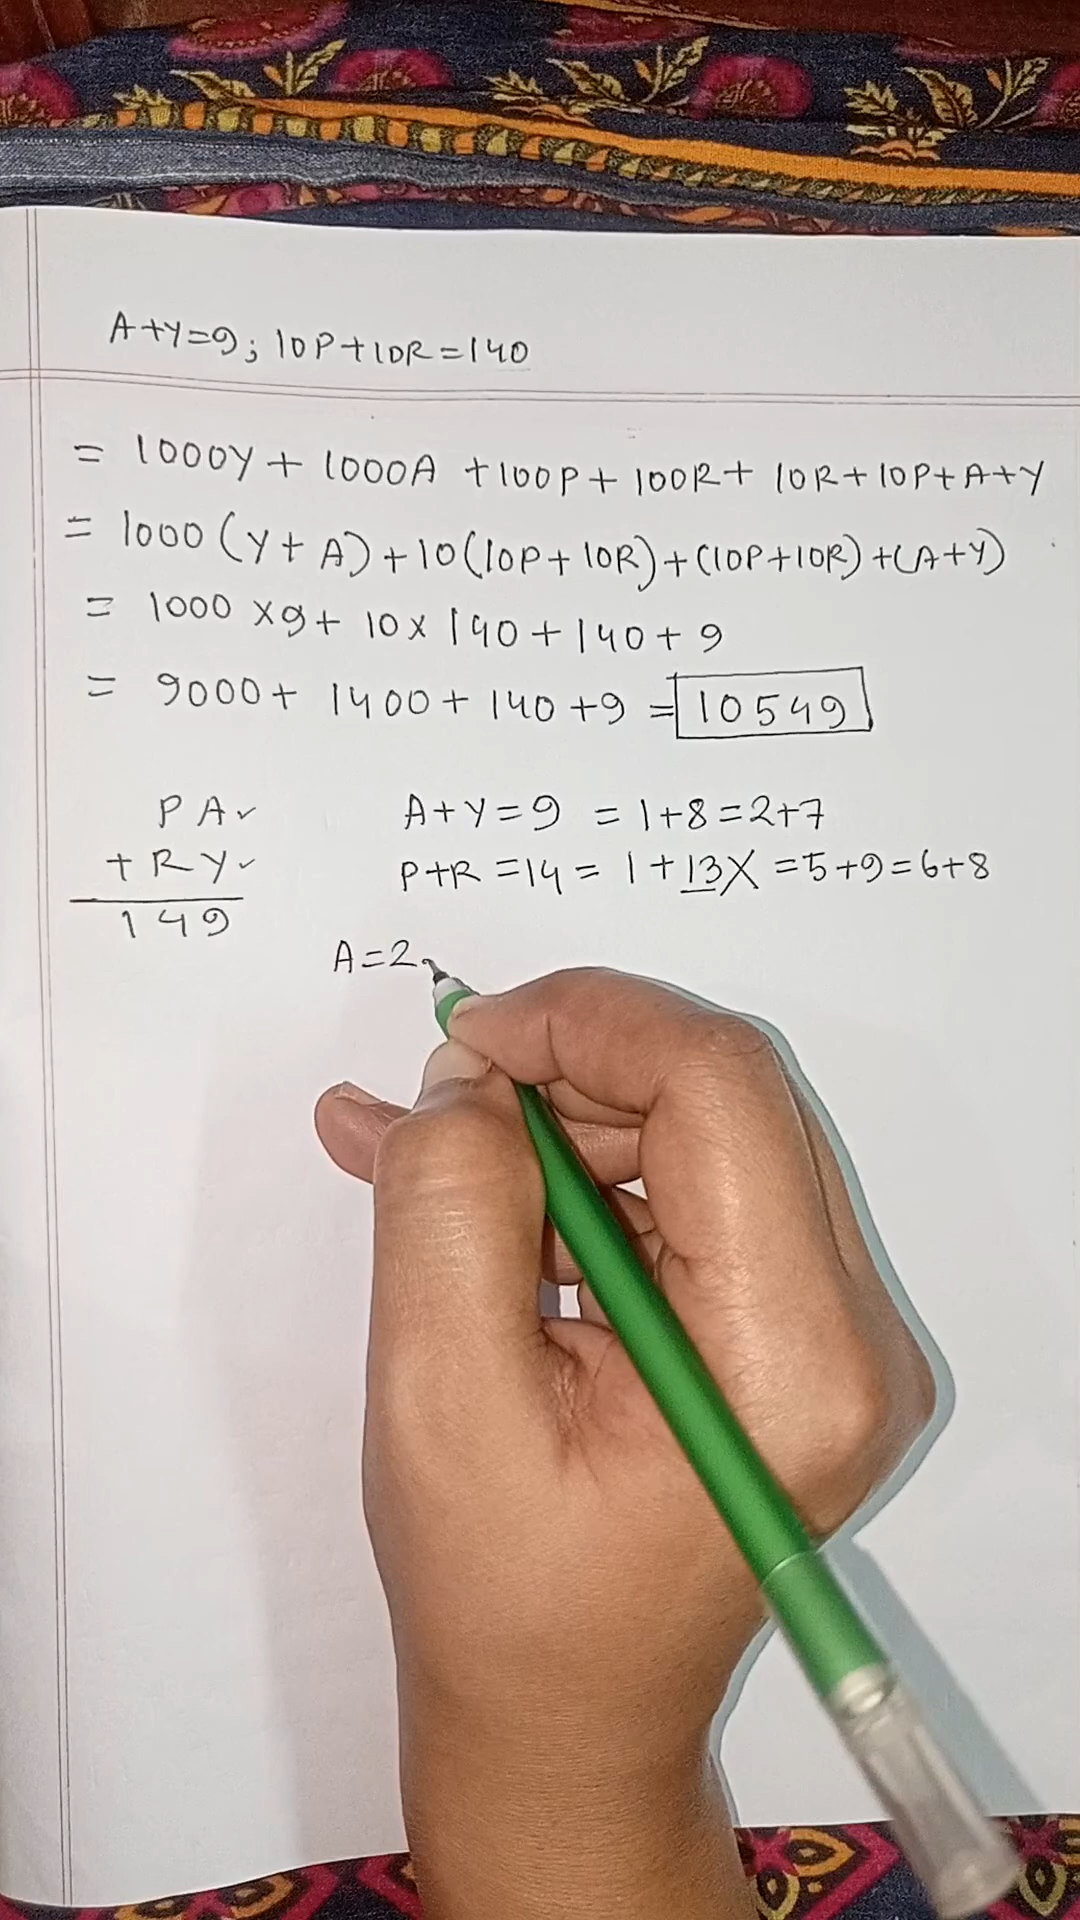 A+Y=9; 10P+10R=140
= 1000Y + 1000A +100P+ 100R+ 10R+10P+A+Y
= 1000(Y+A)+10(10P+10R)+(10P+10R)+(A+Y)
= 1000×9+ 10×140+140+9
= 9000+ 1400+140+9 = 10549
PA✓ A+Y=9 =1+8=2+7
+RY✓ P+R=14= 1+13X =5+9=6+8
149
A=2